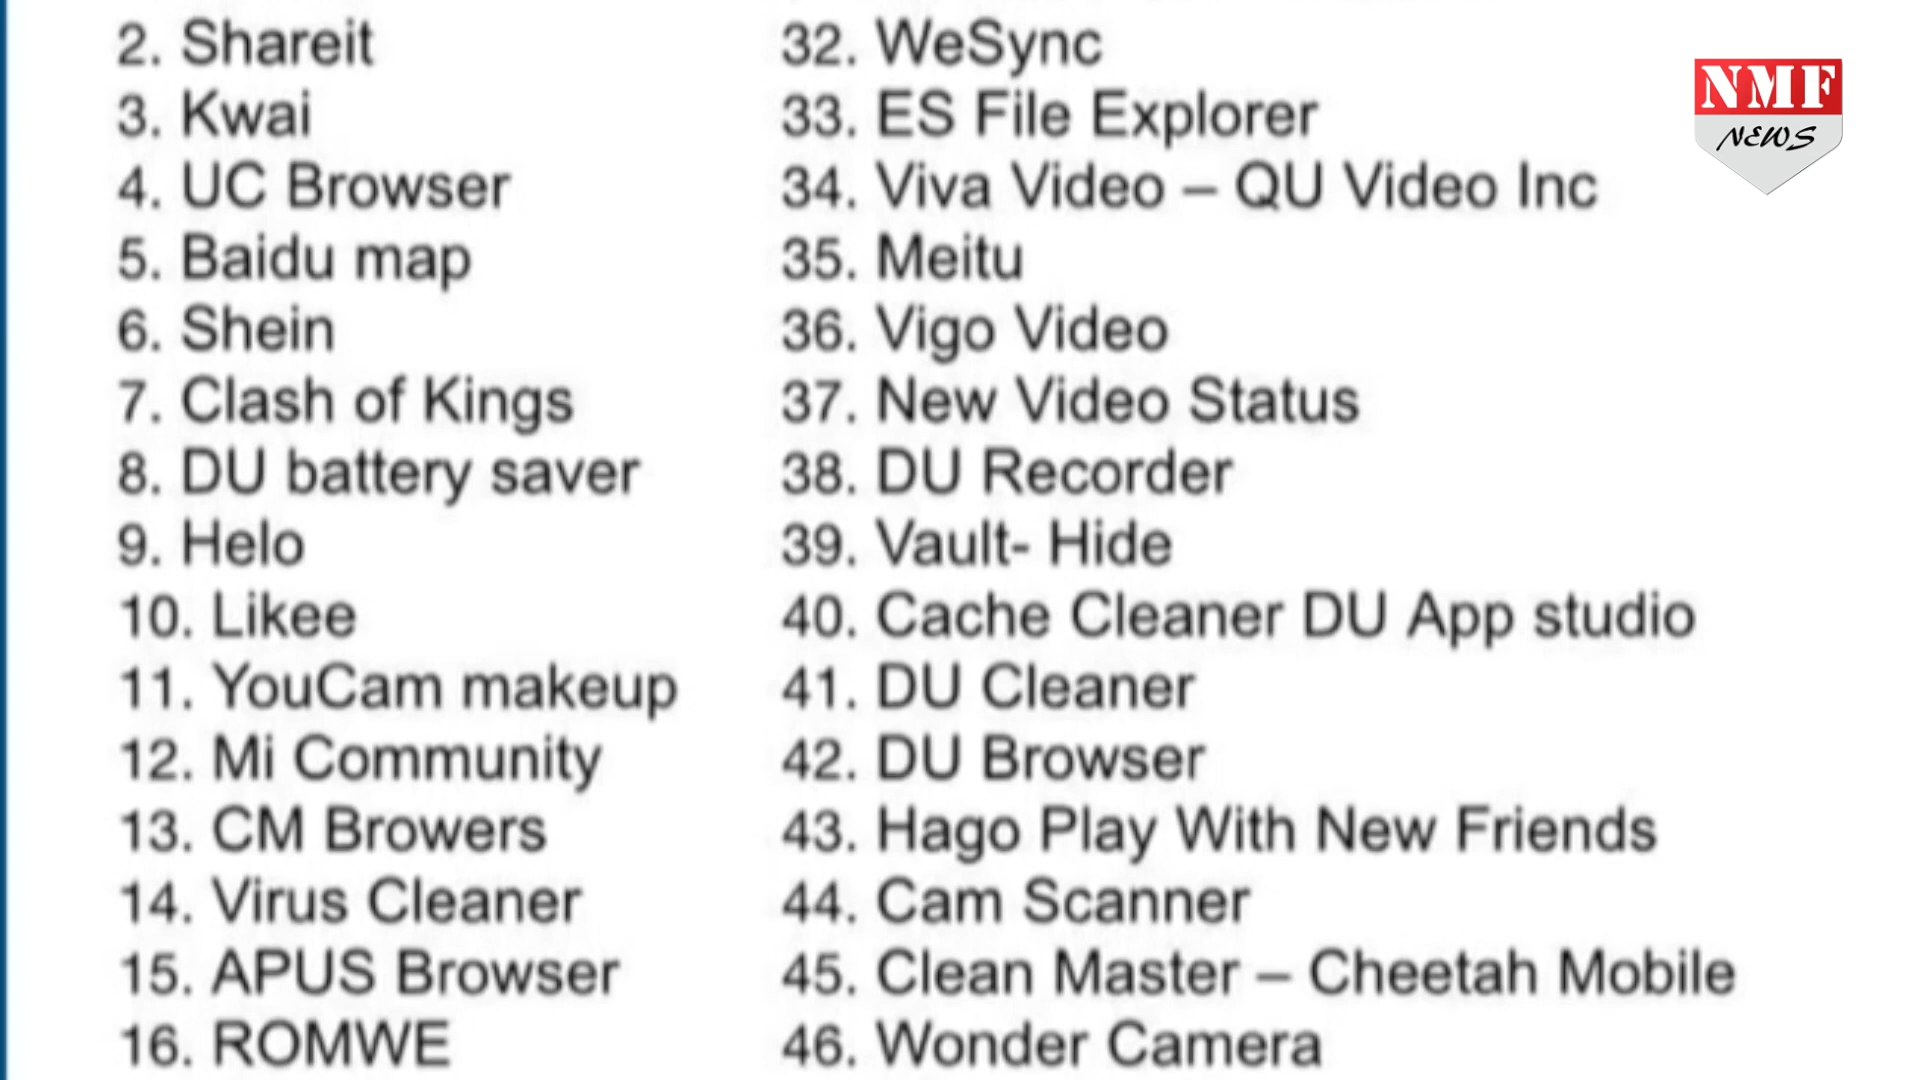 2. Shareit
3. Kwai
4. UC Browser
5. Baidu map
6. Shein
7. Clash of Kings
8. DU battery saver
9. Helo
10. Likee
11. YouCam makeup
12. Mi Community
13. CM Browers
14. Virus Cleaner
15. APUS Browser
16. ROMWE
32. WeSync
33. ES File Explorer
34. Viva Video – QU Video Inc
35. Meitu
36. Vigo Video
37. New Video Status
38. DU Recorder
39. Vault- Hide
40. Cache Cleaner DU App studio
41. DU Cleaner
42. DU Browser
43. Hago Play With New Friends
44. Cam Scanner
45. Clean Master – Cheetah Mobile
46. Wonder Camera
NMF
NEWS